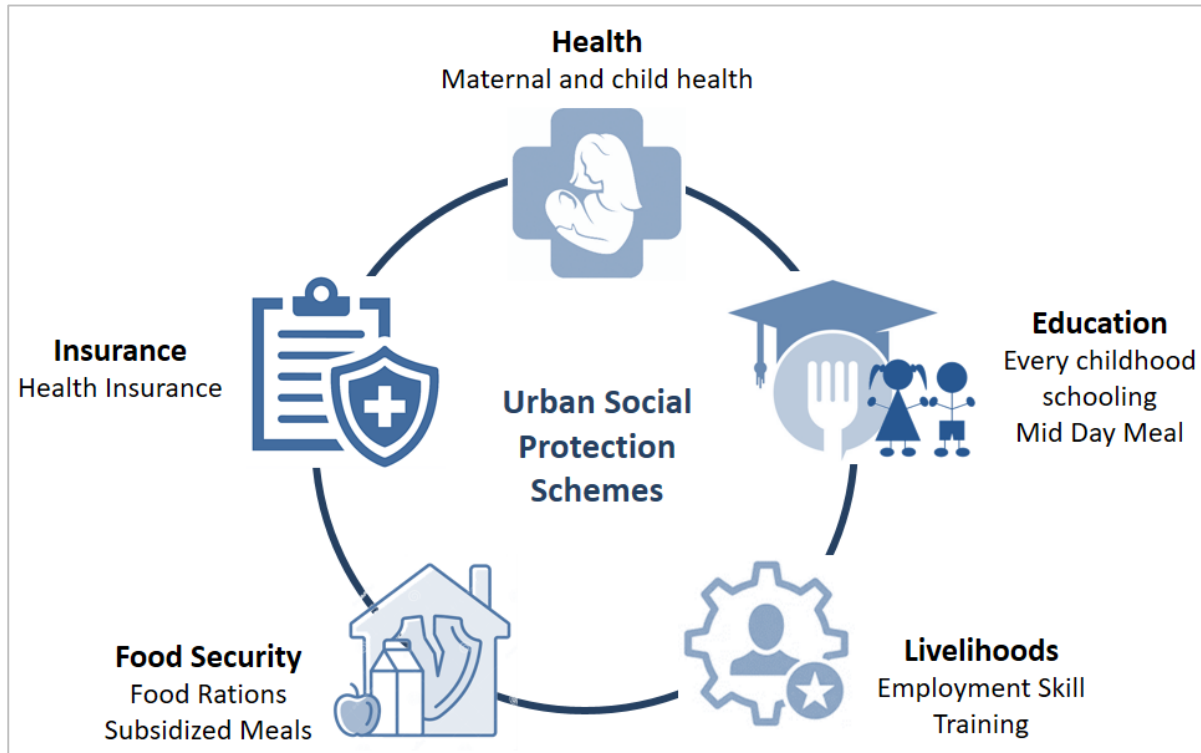 Health
Maternal and child health
Education
Every childhood
schooling
Mid Day Meal
Insurance
Health Insurance
Urban Social
Protection
Schemes
Food Security
Food Rations
Subsidized Meals
Livelihoods
Employment Skill
Training